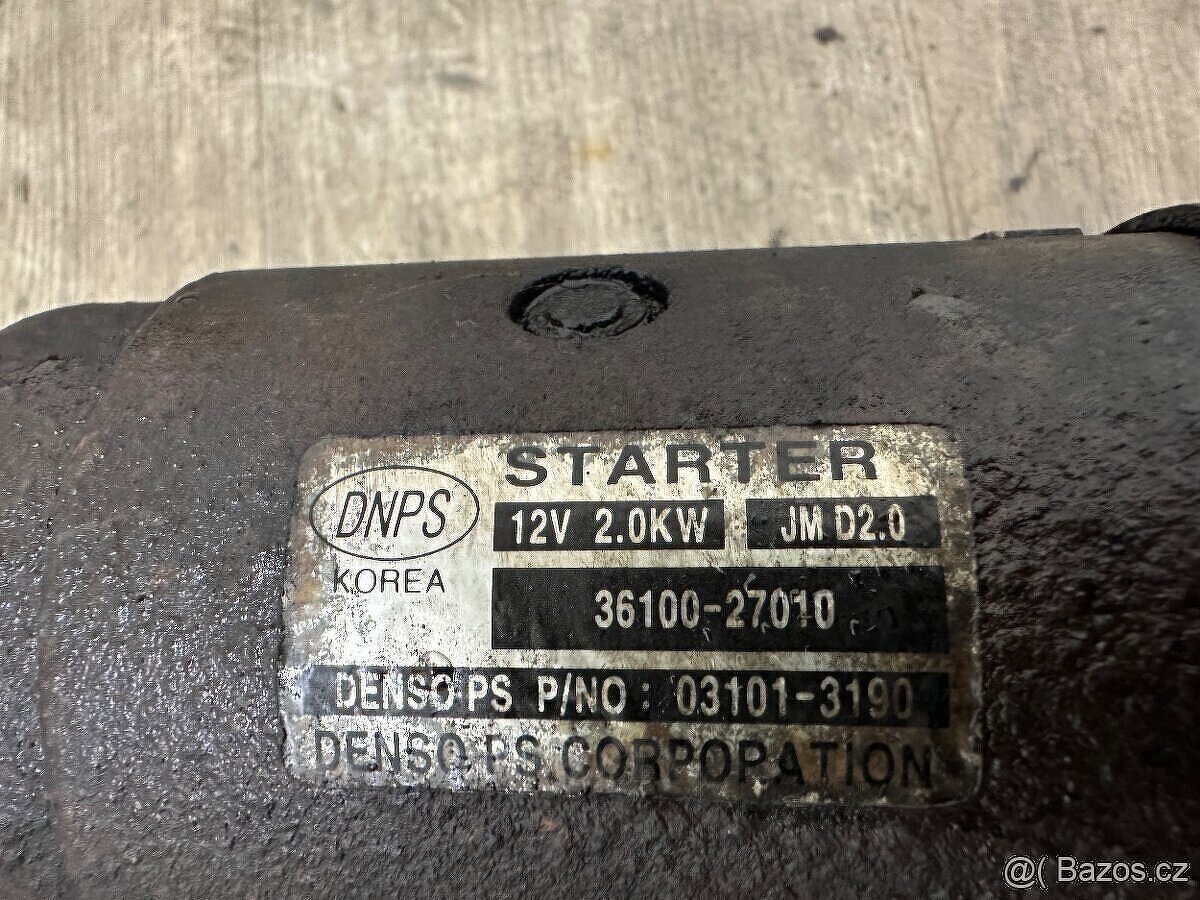 STARTER
DNPS
KOREA
12V 2.0KW
JM D2.0
36100-27010
DENSO PS P/NO : 03101-3190
DENSO PS CORPORATION
@( Bazos.cz